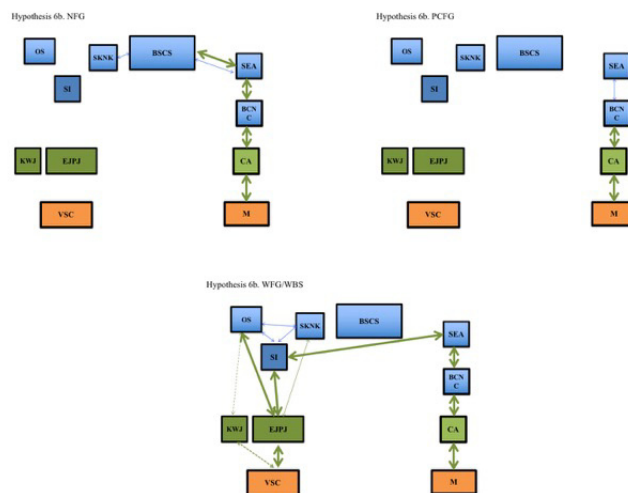 Hypothesis 6b. NFG
Hypothesis 6b. PCFG
OS
SKNK
BSCS
SEA
SI
BCN
C
KWJ
EJPJ
CA
VSC
M
OS
SKNK
BSCS
SEA
SI
BCN
C
KWJ
EJPJ
CA
VSC
M
Hypothesis 6b. WFG/WBS
OS
SKNK
BSCS
SEA
SI
BCN
C
KWJ
EJPJ
CA
VSC
M